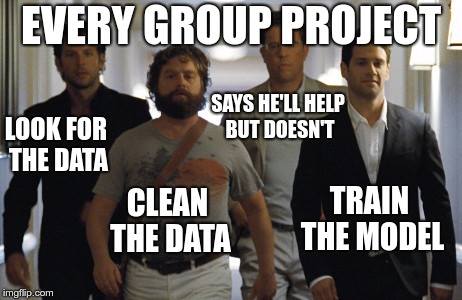 EVERY GROUP PROJECT
SAYS HE'LL HELP
BUT DOESN'T
LOOK FOR
THE DATA
CLEAN
THE DATA
TRAIN
THE MODEL
imgflip.com